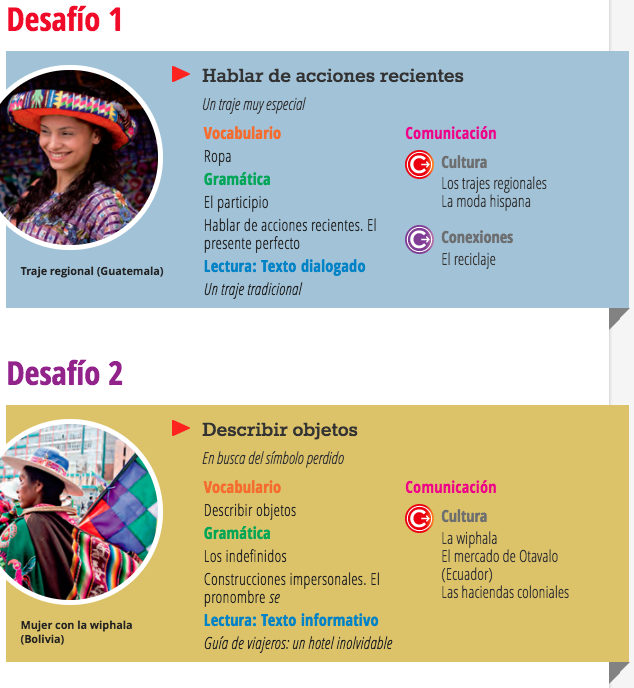 Desafío 1
Hablar de acciones recientes
Un traje muy especial
Vocabulario
Ropa
Gramática
El participio
Hablar de acciones recientes. El
presente perfecto
Lectura: Texto dialogado
Un traje tradicional
Comunicación
Cultura
Los trajes regionales
La moda hispana
Conexiones
El reciclaje
Traje regional (Guatemala)
Desafío 2
Describir objetos
En busca del símbolo perdido
Vocabulario
Describir objetos
Gramática
Los indefinidos
Construcciones impersonales. El
pronombre se
Lectura: Texto informativo
Guía de viajeros: un hotel inolvidable
Comunicación
Cultura
La wiphala
El mercado de Otavalo
(Ecuador)
Las haciendas coloniales
Mujer con la wiphala
(Bolivia)